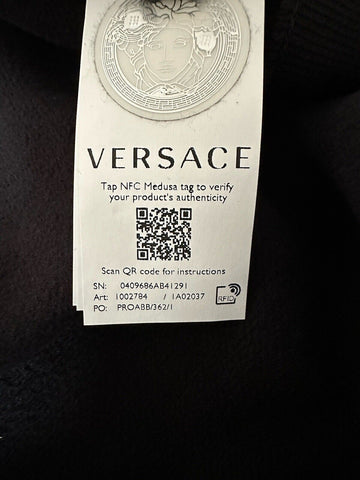 VERSACE
Tap NFC Medusa tag to verify
your product's authenticity
Scan QR code for instructions
SN: 0409686AB41291
Art: 1002784 / 1A02037
PO: PROABB/362/1
RFID